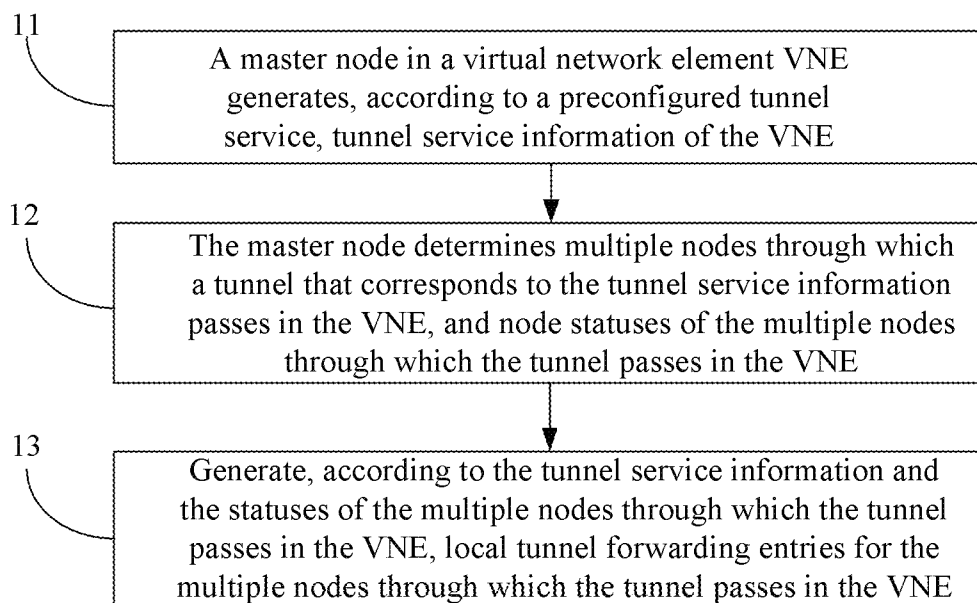 11
A master node in a virtual network element VNE
generates, according to a preconfigured tunnel
service, tunnel service information of the VNE
12
The master node determines multiple nodes through which
a tunnel that corresponds to the tunnel service information
passes in the VNE, and node statuses of the multiple nodes
through which the tunnel passes in the VNE
13
Generate, according to the tunnel service information and
the statuses of the multiple nodes through which the tunnel
passes in the VNE, local tunnel forwarding entries for the
multiple nodes through which the tunnel passes in the VNE